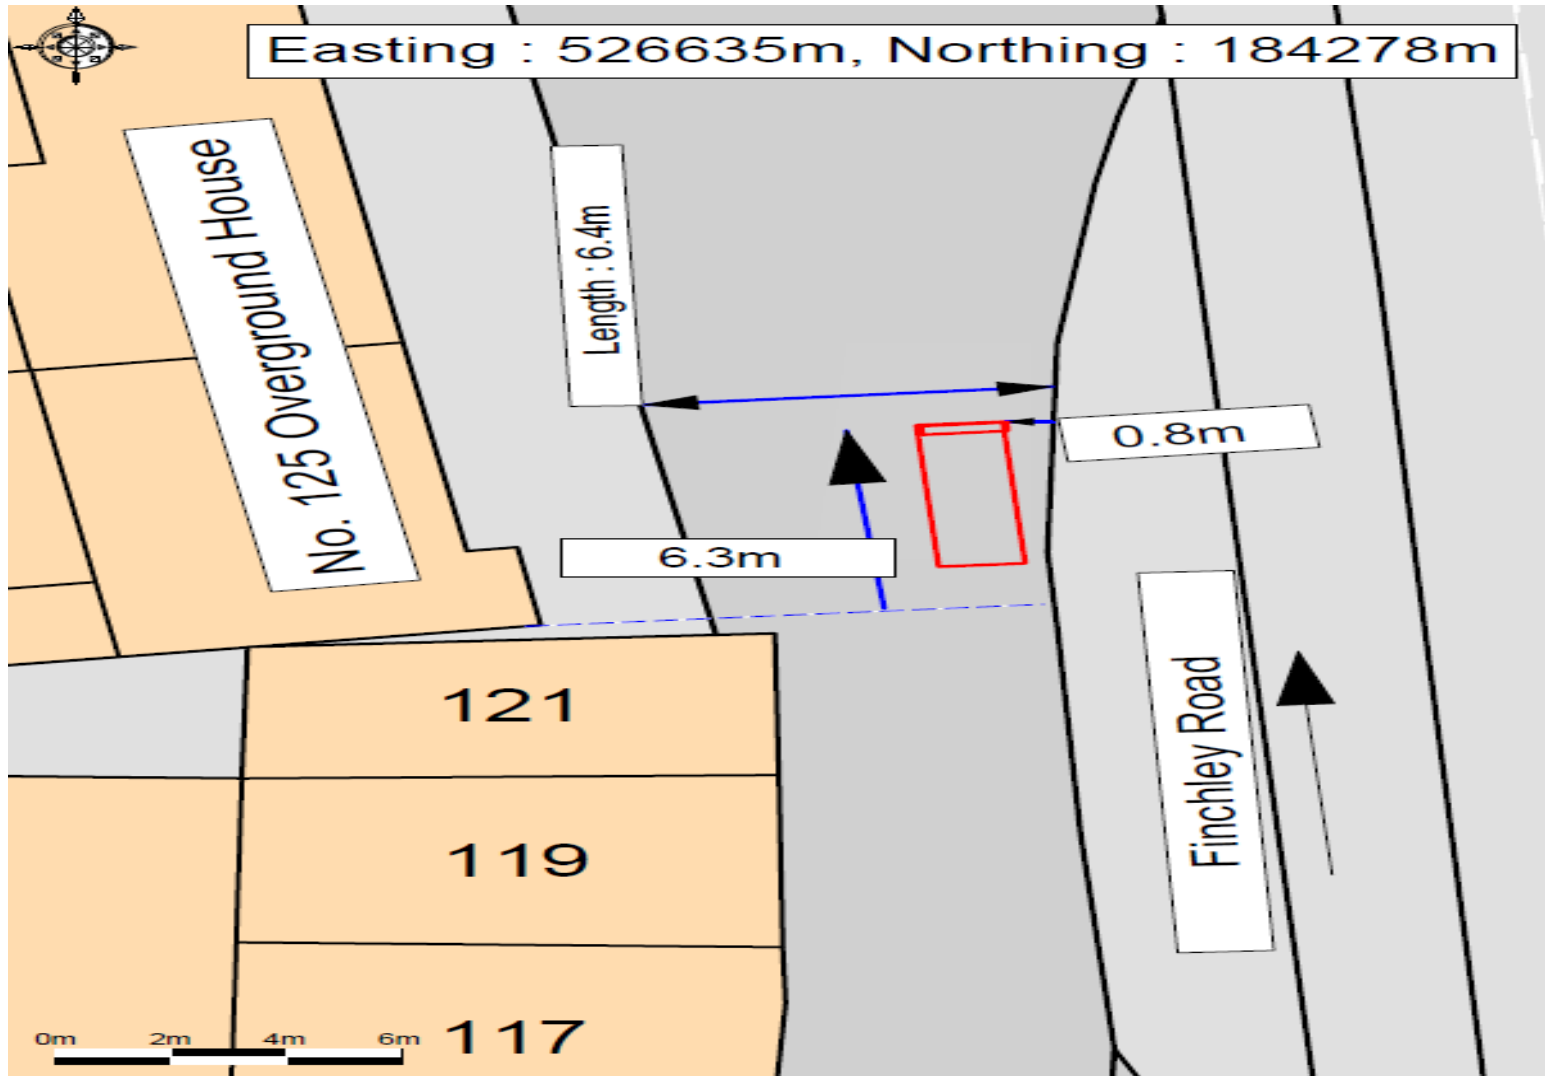 Easting : 526635m, Northing : 184278m
No. 125 Overground House
Length : 6.4m
0.8m
6.3m
121
Finchley Road
119
117
0m 2m 4m 6m